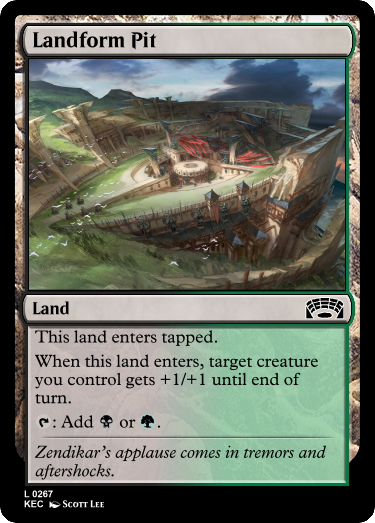 Landform Pit
Land
This land enters tapped.
When this land enters, target creature
you control gets +1/+1 until end of
turn.
: Add or .
Zendikar's applause comes in tremors and
aftershocks.
L 0267
KEC Scott Lee